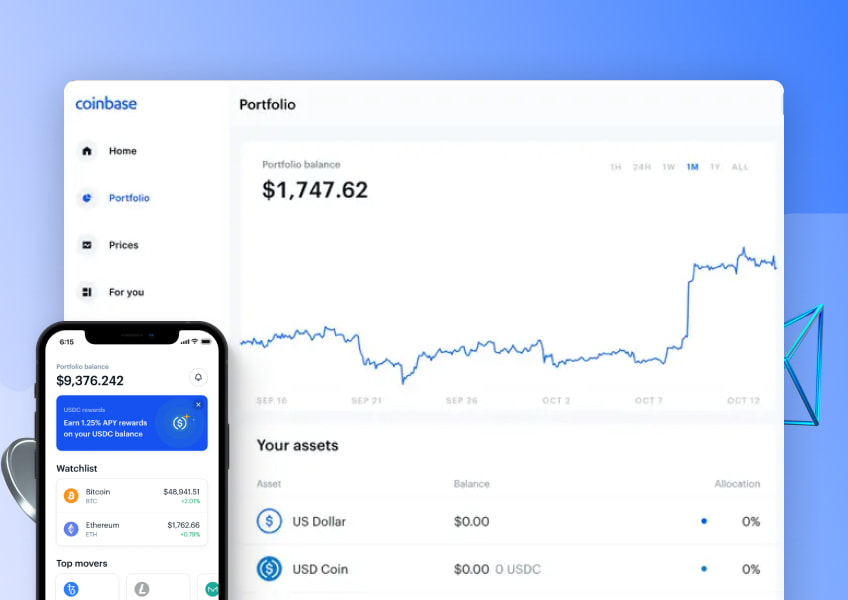 coinbase
Home
Portfolio
Prices
For you
Portfolio
Portfolio balance
$1,747.62
1H 24H 1W 1M 1Y ALL
SEP 16 SEP 21 SEP 26 OCT 2 OCT 7 OCT 12
Your assets
Asset Balance Allocation
US Dollar $0.00 0%
USD Coin $0.00 0 USDC 0%
6:15
Portfolio balance
$9,376.242
USDC rewards
Earn 1.25% APY rewards
on your USDC balance
Watchlist
Bitcoin $48,941.51
BTC +2.01%
Ethereum $1,762.66
ETH +0.79%
Top movers